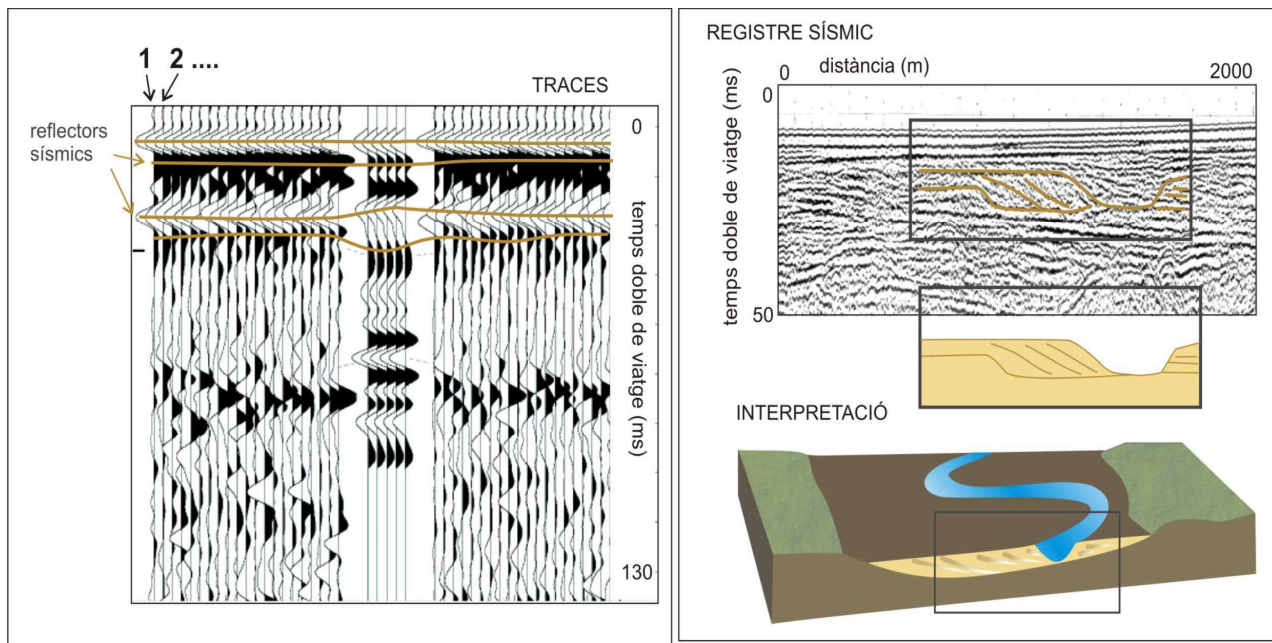 1 2 ....
TRACES
reflectors
sísmics
0
temps doble de viatge (ms)
130
REGISTRE SÍSMIC
0 distància (m) 2000
0
temps doble de viatge (ms)
50
INTERPRETACIÓ